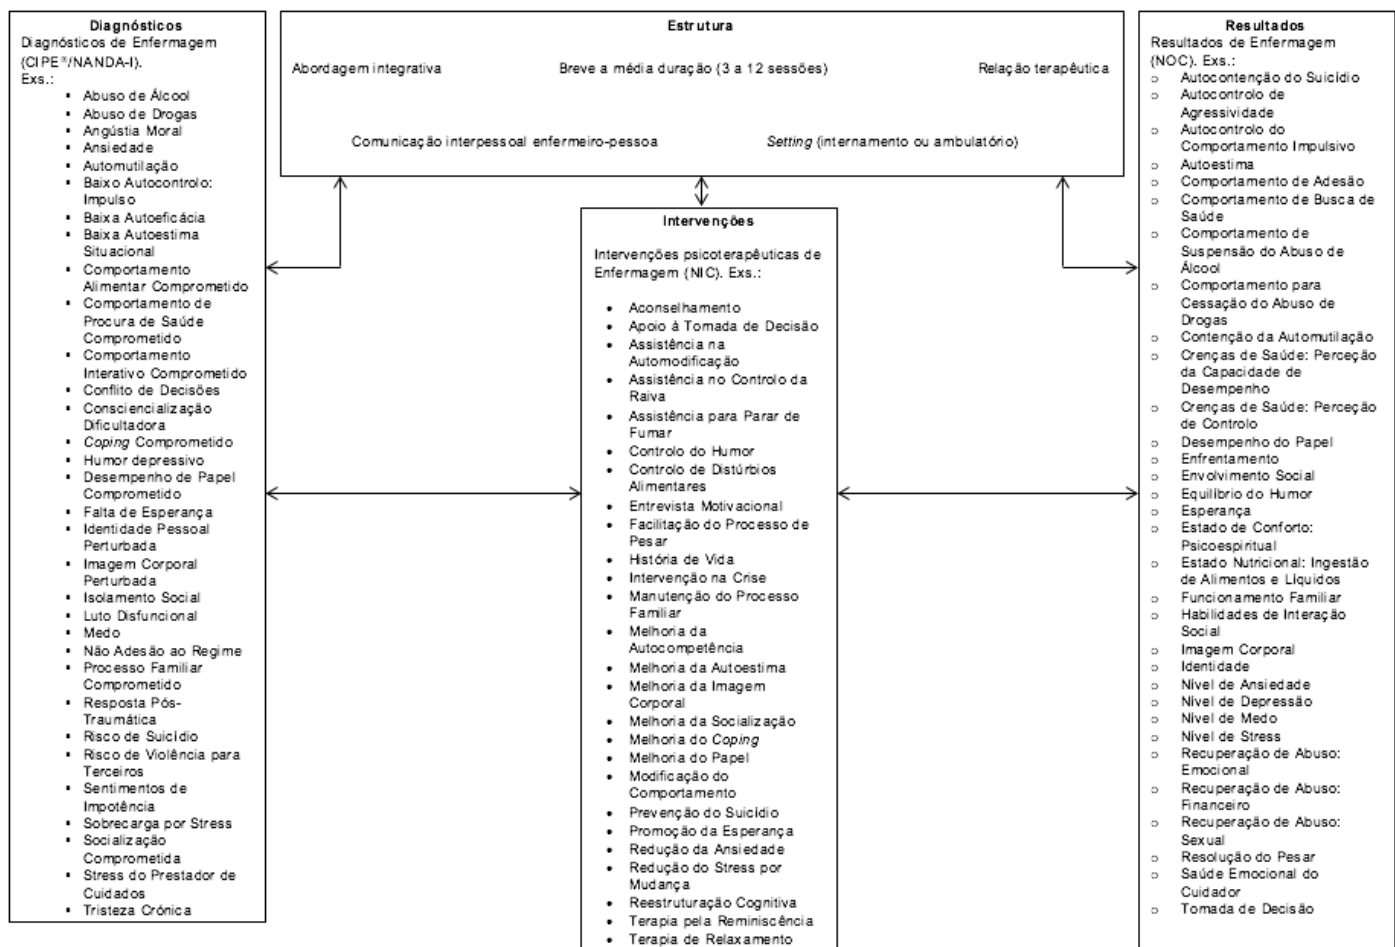 Diagnósticos
Diagnósticos de Enfermagem
(CIPE®/NANDA-I).
Exs.:
▪ Abuso de Álcool
▪ Abuso de Drogas
▪ Angústia Moral
▪ Ansiedade
▪ Automutilação
▪ Baixo Autocontrolo:
Impulso
▪ Baixa Autoeficácia
▪ Baixa Autoestima
Situacional
▪ Comportamento
Alimentar Comprometido
▪ Comportamento de
Procura de Saúde
Comprometido
▪ Comportamento
Interativo Comprometido
▪ Conflito de Decisões
▪ Consciencialização
Dificultadora
▪ Coping Comprometido
▪ Humor depressivo
▪ Desempenho de Papel
Comprometido
▪ Falta de Esperança
▪ Identidade Pessoal
Perturbada
▪ Imagem Corporal
Perturbada
▪ Isolamento Social
▪ Luto Disfuncional
▪ Medo
▪ Não Adesão ao Regime
▪ Processo Familiar
Comprometido
▪ Resposta Pós-
Traumática
▪ Risco de Suicídio
▪ Risco de Violência para
Terceiros
▪ Sentimentos de
Impotência
▪ Sobrecarga por Stress
▪ Socialização
Comprometida
▪ Stress do Prestador de
Cuidados
▪ Tristeza Crónica
Estrutura
Abordagem integrativa Breve a média duração (3 a 12 sessões) Relação terapêutica
Comunicação interpessoal enfermeiro-pessoa Setting (internamento ou ambulatório)
Intervenções
Intervenções psicoterapêuticas de
Enfermagem (NIC). Exs.:
• Aconselhamento
• Apoio à Tomada de Decisão
• Assistência na
Automodificação
• Assistência no Controlo da
Raiva
• Assistência para Parar de
Fumar
• Controlo do Humor
• Controlo de Distúrbios
Alimentares
• Entrevista Motivacional
• Facilitação do Processo de
Pesar
• História de Vida
• Intervenção na Crise
• Manutenção do Processo
Familiar
• Melhoria da
Autocompetência
• Melhoria da Autoestima
• Melhoria da Imagem
Corporal
• Melhoria da Socialização
• Melhoria do Coping
• Melhoria do Papel
• Modificação do
Comportamento
• Prevenção do Suicídio
• Promoção da Esperança
• Redução da Ansiedade
• Redução do Stress por
Mudança
• Reestruturação Cognitiva
• Terapia pela Reminiscência
• Terapia de Relaxamento
Resultados
Resultados de Enfermagem
(NOC). Exs.:
o Autocontenção do Suicídio
o Autocontrolo de
Agressividade
o Autocontrolo do
Comportamento Impulsivo
o Autoestima
o Comportamento de Adesão
o Comportamento de Busca de
Saúde
o Comportamento de
Suspensão do Abuso de
Álcool
o Comportamento para
Cessação do Abuso de
Drogas
o Contenção da Automutilação
o Crenças de Saúde: Perceção
da Capacidade de
Desempenho
o Crenças de Saúde: Perceção
de Controlo
o Desempenho do Papel
o Enfrentamento
o Envolvimento Social
o Equilíbrio do Humor
o Esperança
o Estado de Conforto:
Psicoespiritual
o Estado Nutricional: Ingestão
de Alimentos e Líquidos
o Funcionamento Familiar
o Habilidades de Interação
Social
o Imagem Corporal
o Identidade
o Nível de Ansiedade
o Nível de Depressão
o Nível de Medo
o Nível de Stress
o Recuperação de Abuso:
Emocional
o Recuperação de Abuso:
Financeiro
o Recuperação de Abuso:
Sexual
o Resolução do Pesar
o Saúde Emocional do
Cuidador
o Tomada de Decisão